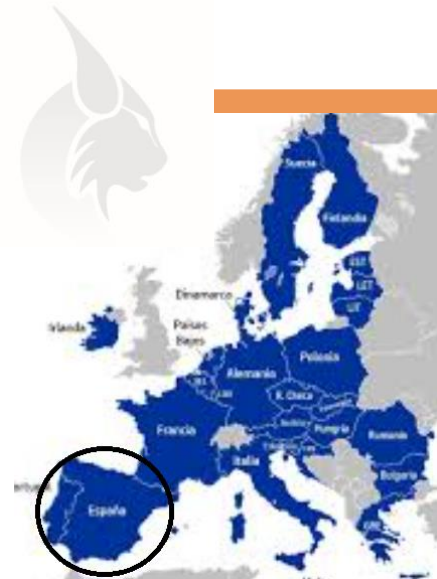 Suecia
Finlandia
EST
LET
LIT
Dinamarca
Irlanda
Países
Bajos
Polonia
Alemania
R. Checa
Francia
Hungría
Rumanía
Italia
Bulgaria
España